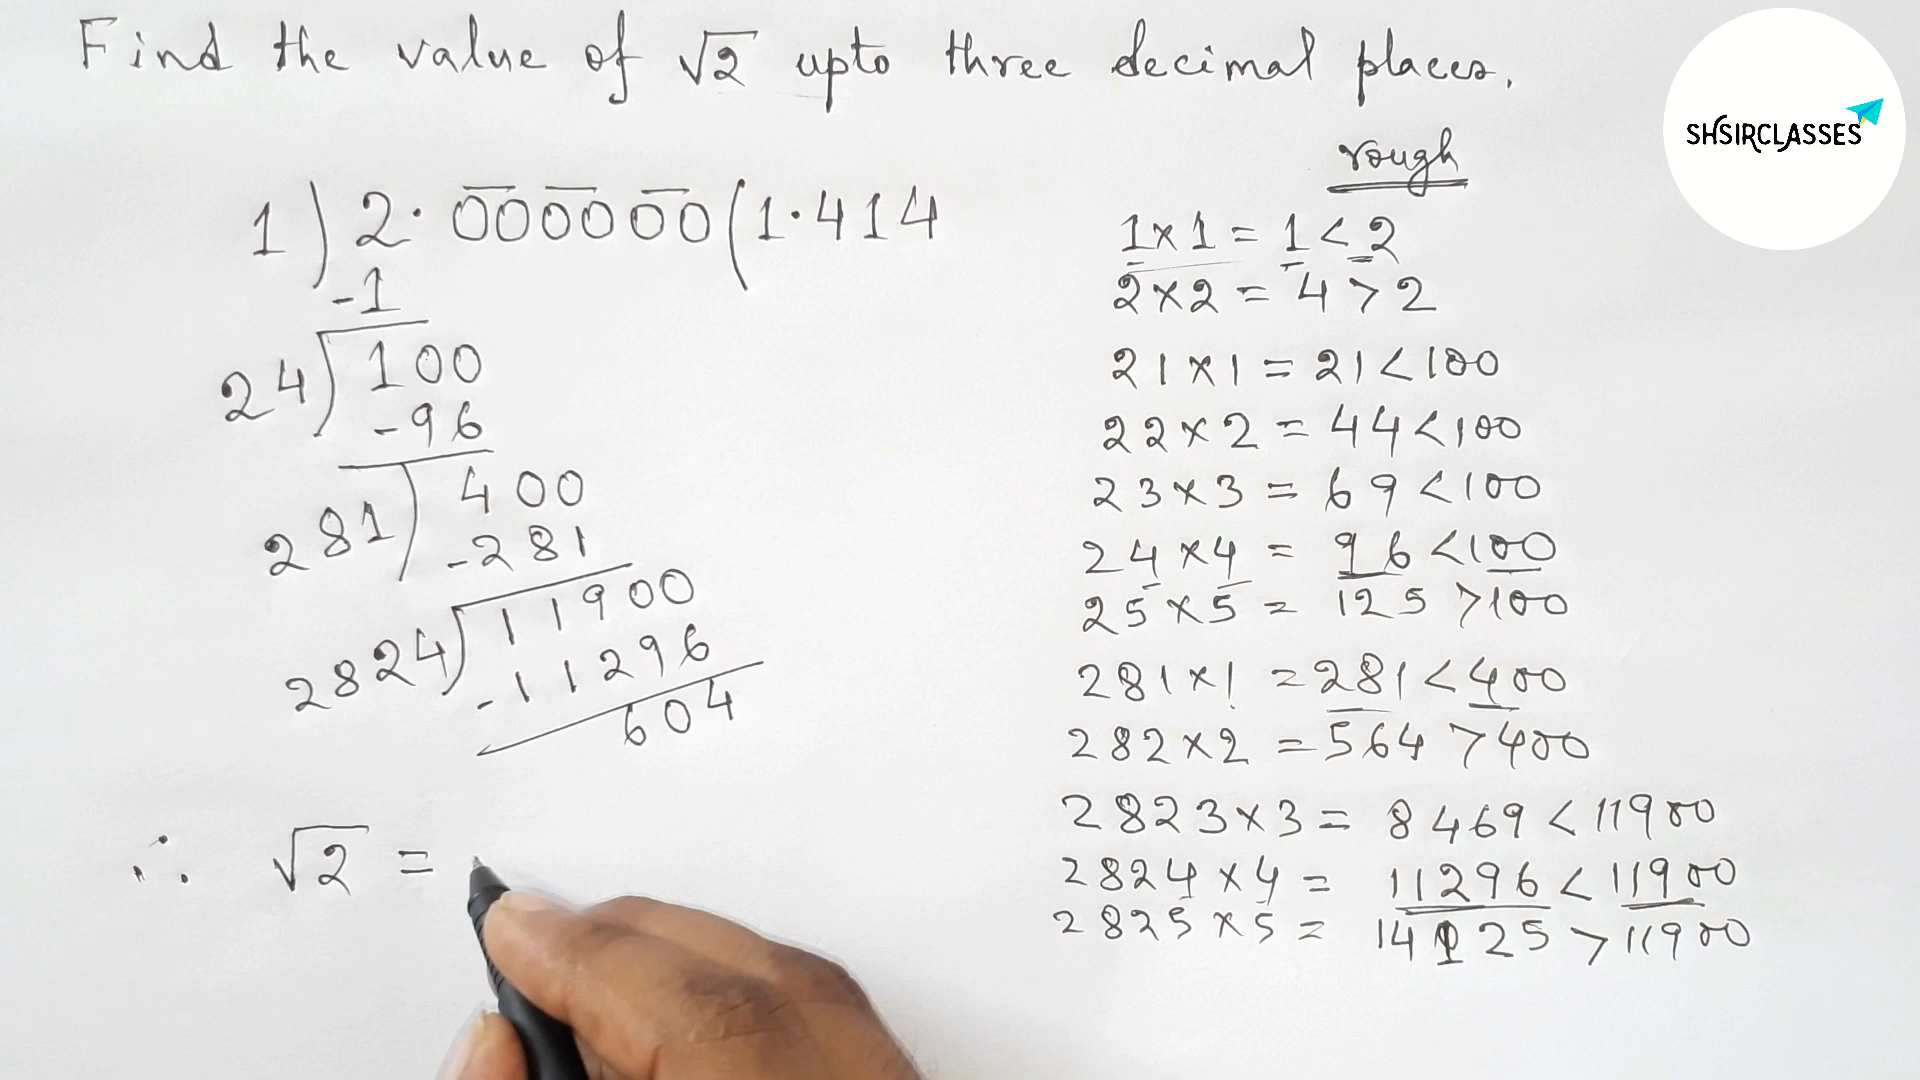 Find the value of √2 upto three decimal places.
SHSIRCLASSES
1) 2.000000 (1.414
-1
24) 100
-96
281) 400
-281
2824) 11900
-11296
604
∴ √2 =
rough
1 × 1 = 1 < 2
2 × 2 = 4 > 2
21 × 1 = 21 < 100
22 × 2 = 44 < 100
23 × 3 = 69 < 100
24 × 4 = 96 < 100
25 × 5 = 125 > 100
281 × 1 = 281 < 400
282 × 2 = 564 > 400
2823 × 3 = 8469 < 11900
2824 × 4 = 11296 < 11900
2825 × 5 = 14125 > 11900